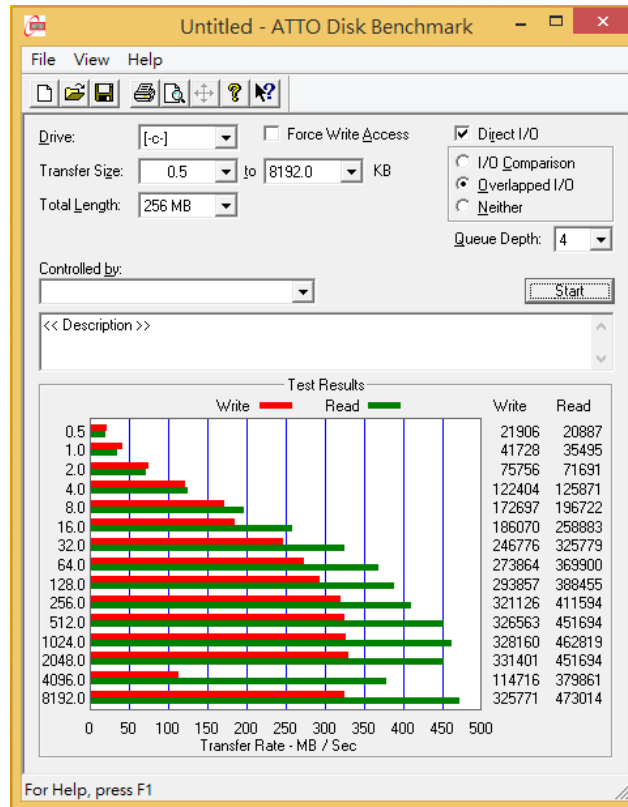 Untitled - ATTO Disk Benchmark
File View Help
Drive: [-c-] Force Write Access Direct I/O
Transfer Size: 0.5 to 8192.0 KB I/O Comparison
Overlapped I/O
Total Length: 256 MB Neither
Queue Depth: 4
Controlled by:
Start
<< Description >>
Test Results
Write Read Write Read
0.5 21906 20887
1.0 41728 35495
2.0 75756 71691
4.0 122404 125871
8.0 172697 196722
16.0 186070 258883
32.0 246776 325779
64.0 273864 369900
128.0 293857 388455
256.0 321126 411594
512.0 326563 451694
1024.0 328160 462819
2048.0 331401 451694
4096.0 114716 379861
8192.0 325771 473014
0 50 100 150 200 250 300 350 400 450 500
Transfer Rate - MB / Sec
For Help, press F1